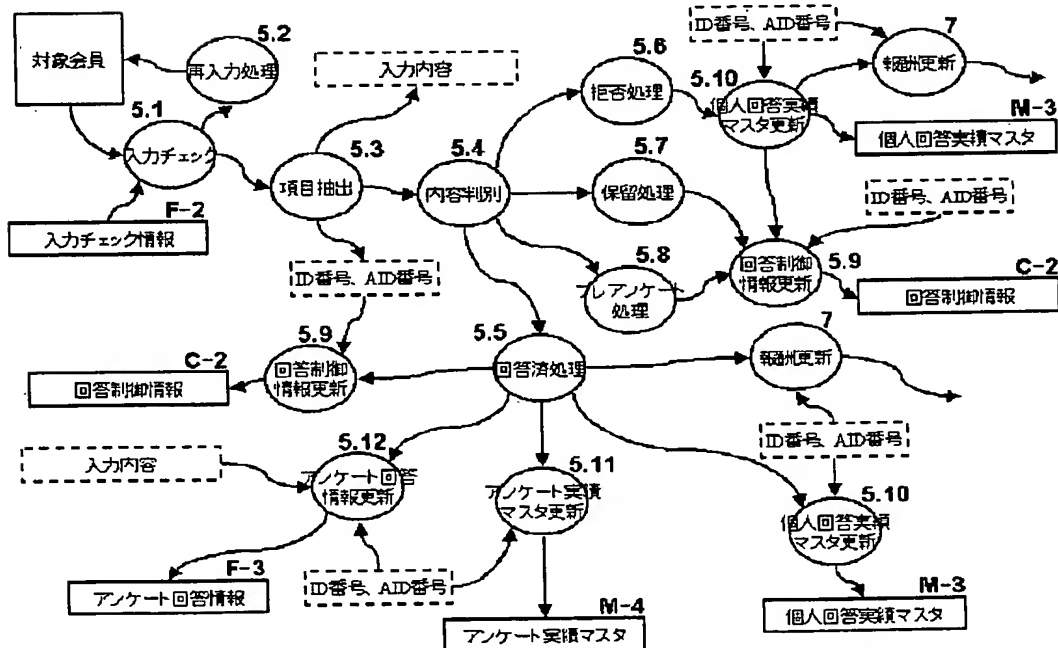 対象会員
5.2
再入力処理
5.1
入力チェック
F-2
入力チェック情報
入力内容
5.3
項目抽出
5.4
内容判別
5.6
拒否処理
5.7
保留処理
5.8
プレアンケート
処理
ID番号、AID番号
5.10
個人回答実績
マスタ更新
7
報酬更新
M-3
個人回答実績マスタ
ID番号、AID番号
回答制御
情報更新
5.9
C-2
回答制御情報
ID番号、AID番号
5.9
回答制御
情報更新
C-2
回答制御情報
5.5
回答済処理
7
報酬更新
ID番号、AID番号
入力内容
5.12
アンケート回答
情報更新
5.11
アンケート実績
マスタ更新
5.10
個人回答実績
マスタ更新
ID番号、AID番号
F-3
アンケート回答情報
M-4
アンケート実績マスタ
M-3
個人回答実績マスタ